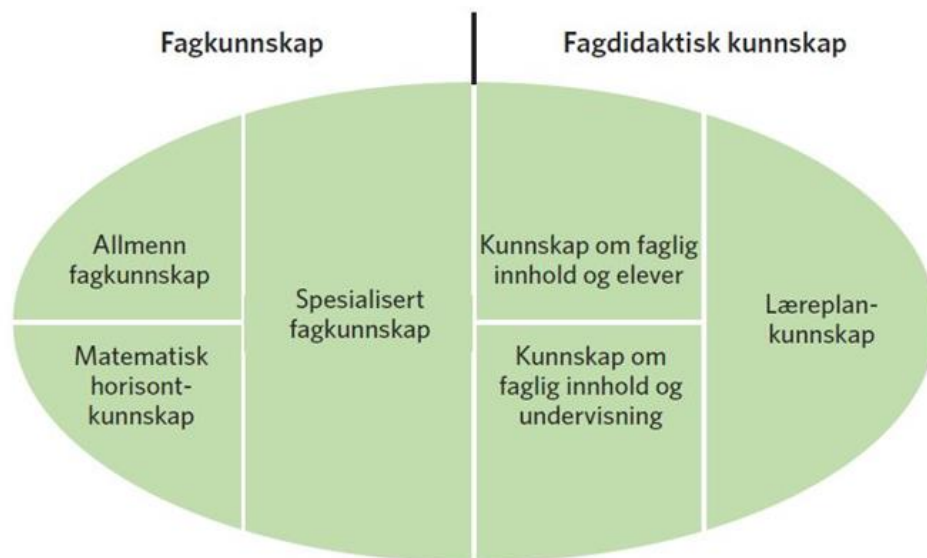 Fagkunnskap
Fagdidaktisk kunnskap
Allmenn
fagkunnskap
Matematisk
horisont-
kunnskap
Spesialisert
fagkunnskap
Kunnskap om faglig
innhold og elever
Kunnskap om
faglig innhold og
undervisning
Læreplan-
kunnskap